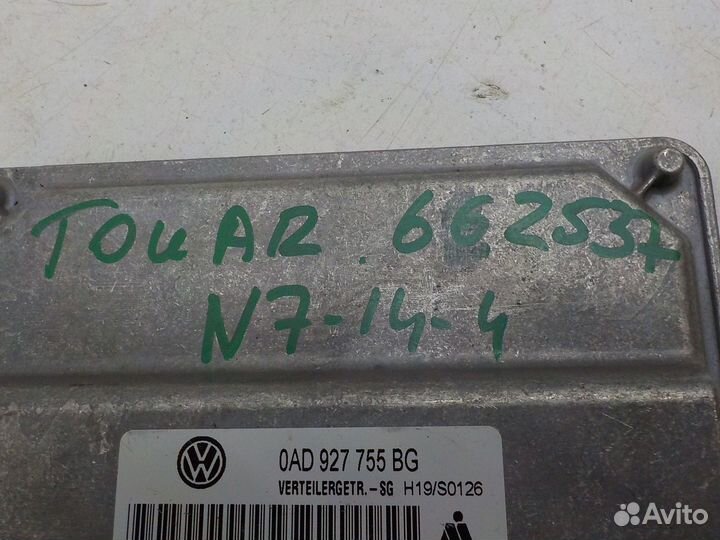 TOUAR. 662537
N7-14-4
0AD 927 755 BG
VERTEILERGETR.-SG H19/S0126
Avito